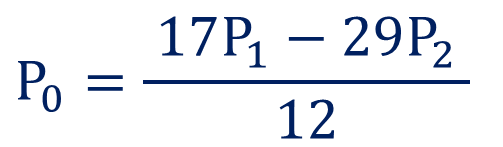 P₀ = (17P₁ − 29P₂) / 12